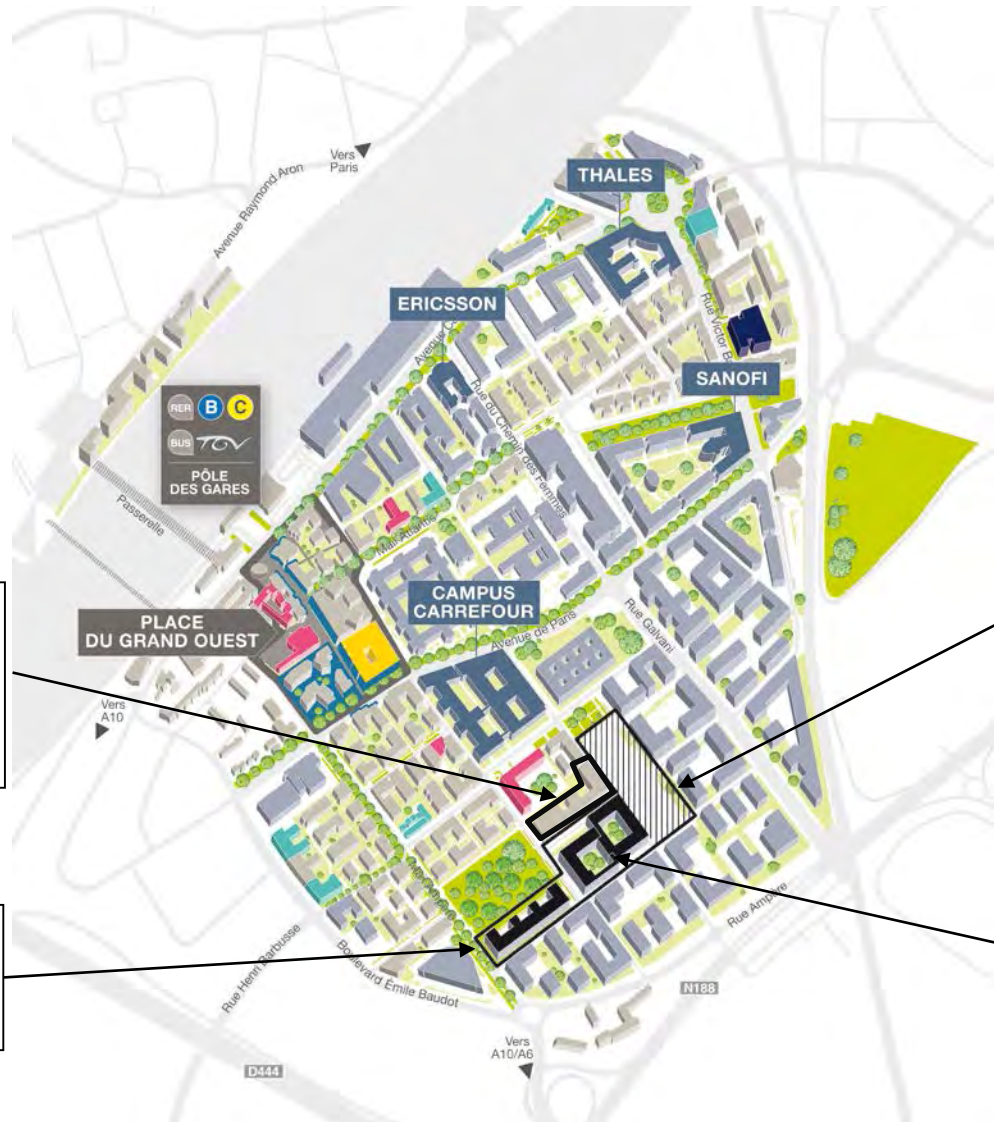 Vers
Paris
Avenue Raymond Aron
THALES
ERICSSON
Rue Victor
SANOFI
RER B C
BUS TGV
PÔLE
DES GARES
Passerelle
Rue du Chemin des Femmes
Mail Atlantis
CAMPUS
CARREFOUR
PLACE
DU GRAND OUEST
Avenue de Paris
Rue Galvani
Vers
A10
Rue Ampère
Rue Henri Barbusse
Boulevard Émile Baudot
N188
Vers
A10/A6
D444